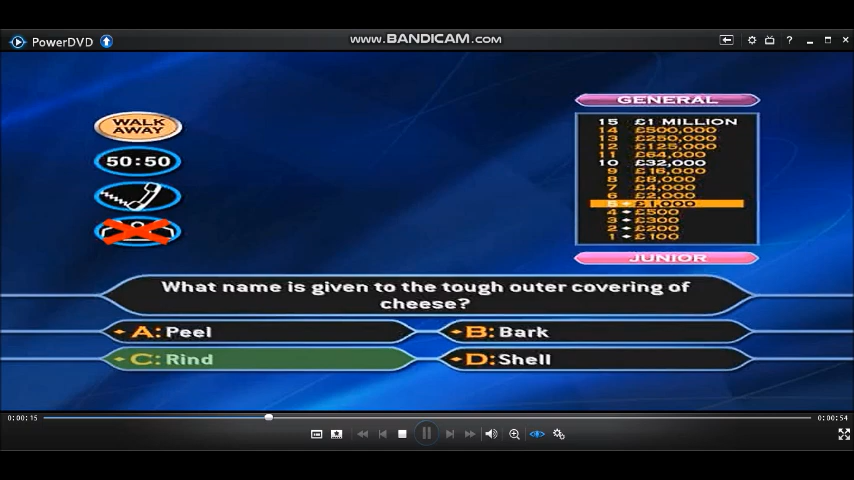 PowerDVD
www.BANDICAM.com
?
WALK
AWAY
50:50
GENERAL
15 £1 MILLION
14 £500,000
13 £250,000
12 £125,000
11 £64,000
10 £32,000
9 £16,000
8 £8,000
7 £4,000
6 £2,000
5 £1,000
4 £500
3 £300
2 £200
1 £100
JUNIOR
What name is given to the tough outer covering of
cheese?
A: Peel
B: Bark
C: Rind
D: Shell
0:00:15
0:00:54